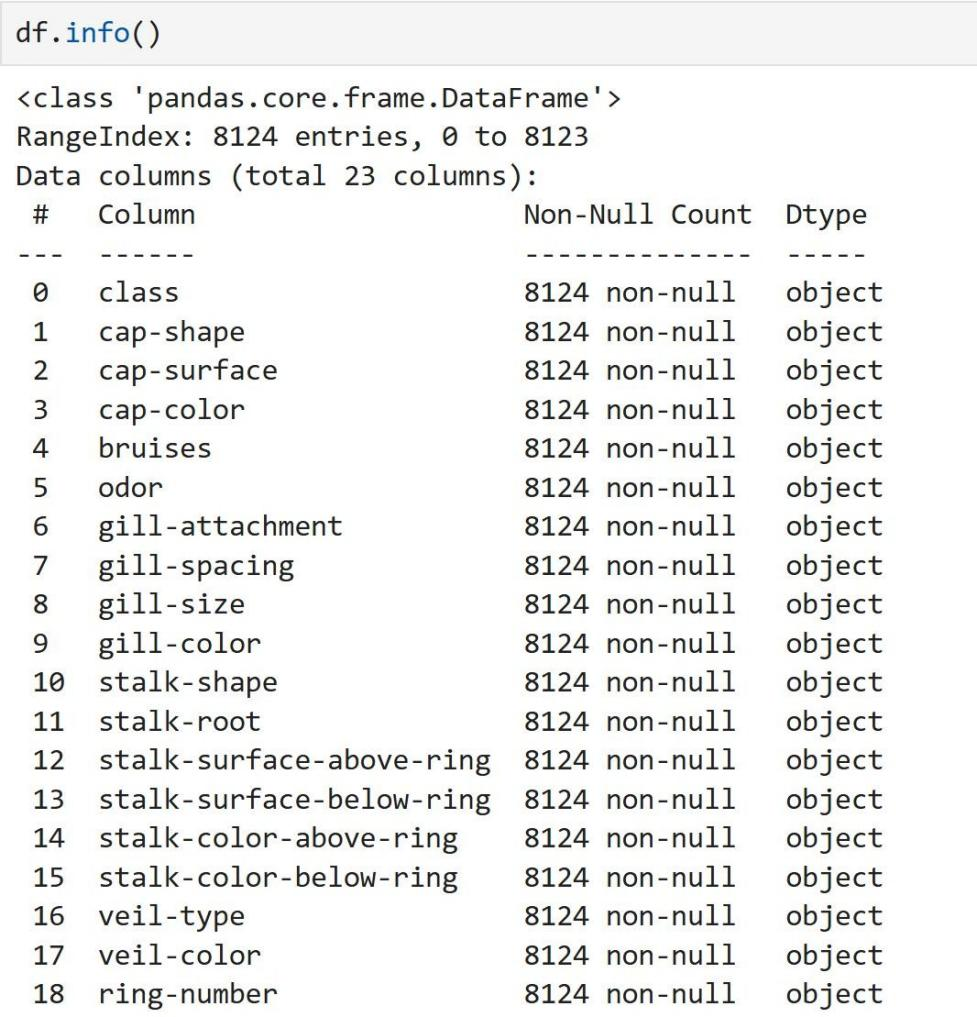 df.info()
<class 'pandas.core.frame.DataFrame'>
RangeIndex: 8124 entries, 0 to 8123
Data columns (total 23 columns):
 #   Column                    Non-Null Count  Dtype
---  ------                    --------------  -----
 0   class                     8124 non-null   object
 1   cap-shape                 8124 non-null   object
 2   cap-surface               8124 non-null   object
 3   cap-color                 8124 non-null   object
 4   bruises                   8124 non-null   object
 5   odor                      8124 non-null   object
 6   gill-attachment           8124 non-null   object
 7   gill-spacing              8124 non-null   object
 8   gill-size                 8124 non-null   object
 9   gill-color                8124 non-null   object
 10  stalk-shape               8124 non-null   object
 11  stalk-root                8124 non-null   object
 12  stalk-surface-above-ring  8124 non-null   object
 13  stalk-surface-below-ring  8124 non-null   object
 14  stalk-color-above-ring    8124 non-null   object
 15  stalk-color-below-ring    8124 non-null   object
 16  veil-type                 8124 non-null   object
 17  veil-color                8124 non-null   object
 18  ring-number               8124 non-null   object